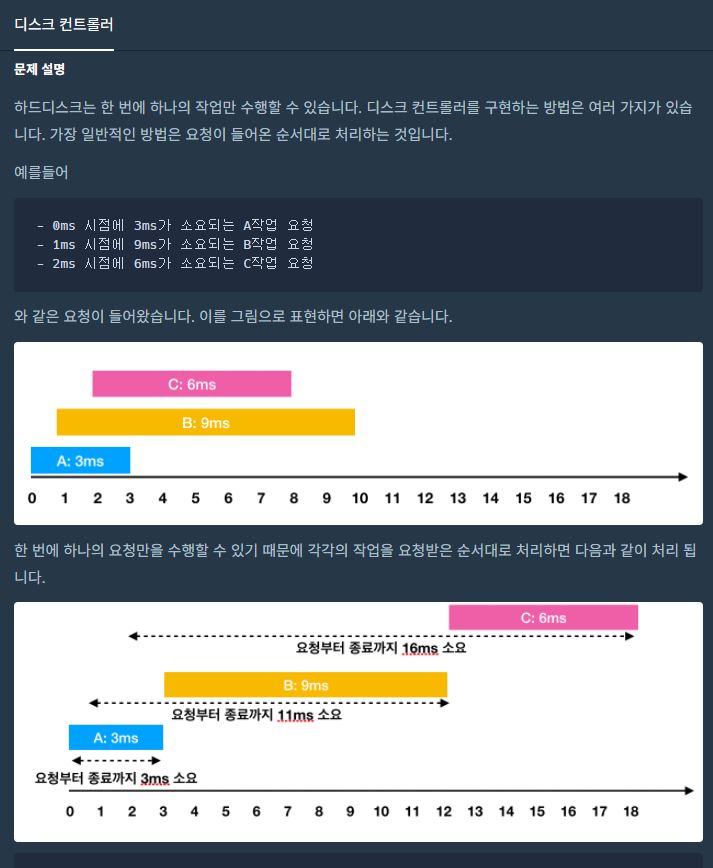 디스크 컨트롤러
문제 설명
하드디스크는 한 번에 하나의 작업만 수행할 수 있습니다. 디스크 컨트롤러를 구현하는 방법은 여러 가지가 있습
니다. 가장 일반적인 방법은 요청이 들어온 순서대로 처리하는 것입니다.
예를들어
- 0ms 시점에 3ms가 소요되는 A작업 요청
- 1ms 시점에 9ms가 소요되는 B작업 요청
- 2ms 시점에 6ms가 소요되는 C작업 요청
와 같은 요청이 들어왔습니다. 이를 그림으로 표현하면 아래와 같습니다.
C: 6ms
B: 9ms
A: 3ms
0 1 2 3 4 5 6 7 8 9 10 11 12 13 14 15 16 17 18
한 번에 하나의 요청만을 수행할 수 있기 때문에 각각의 작업을 요청받은 순서대로 처리하면 다음과 같이 처리 됩
니다.
C: 6ms
요청부터 종료까지 16ms 소요
B: 9ms
요청부터 종료까지 11ms 소요
A: 3ms
요청부터 종료까지 3ms 소요
0 1 2 3 4 5 6 7 8 9 10 11 12 13 14 15 16 17 18